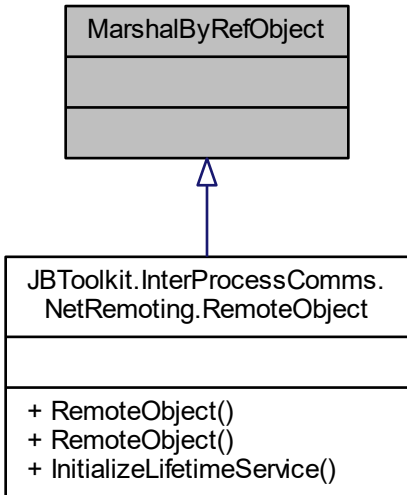 MarshalByRefObject
JBToolkit.InterProcessComms.
NetRemoting.RemoteObject
+ RemoteObject()
+ RemoteObject()
+ InitializeLifetimeService()